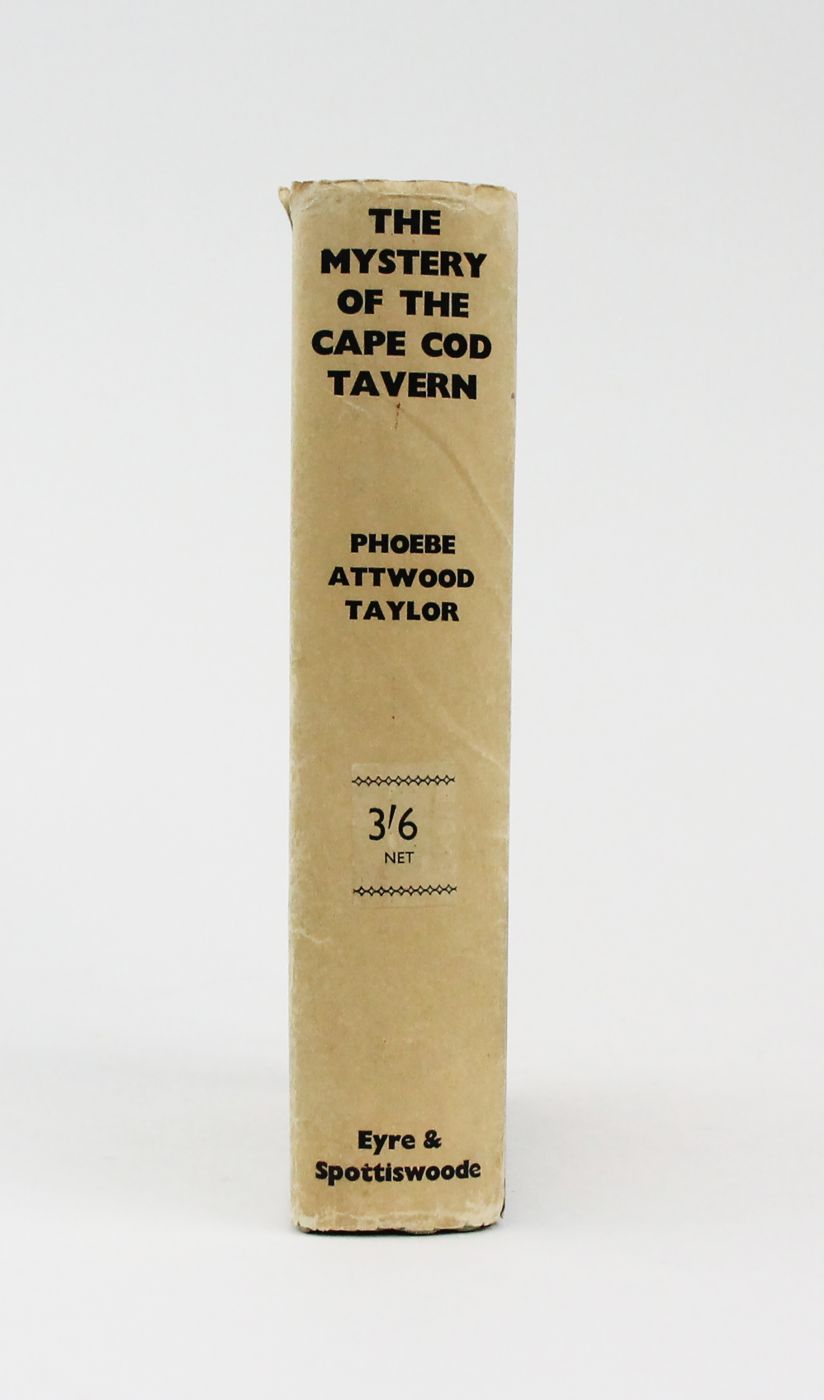 THE
MYSTERY
OF THE
CAPE COD
TAVERN
PHOEBE
ATTWOOD
TAYLOR
3/6
NET
Eyre &
Spottiswoode